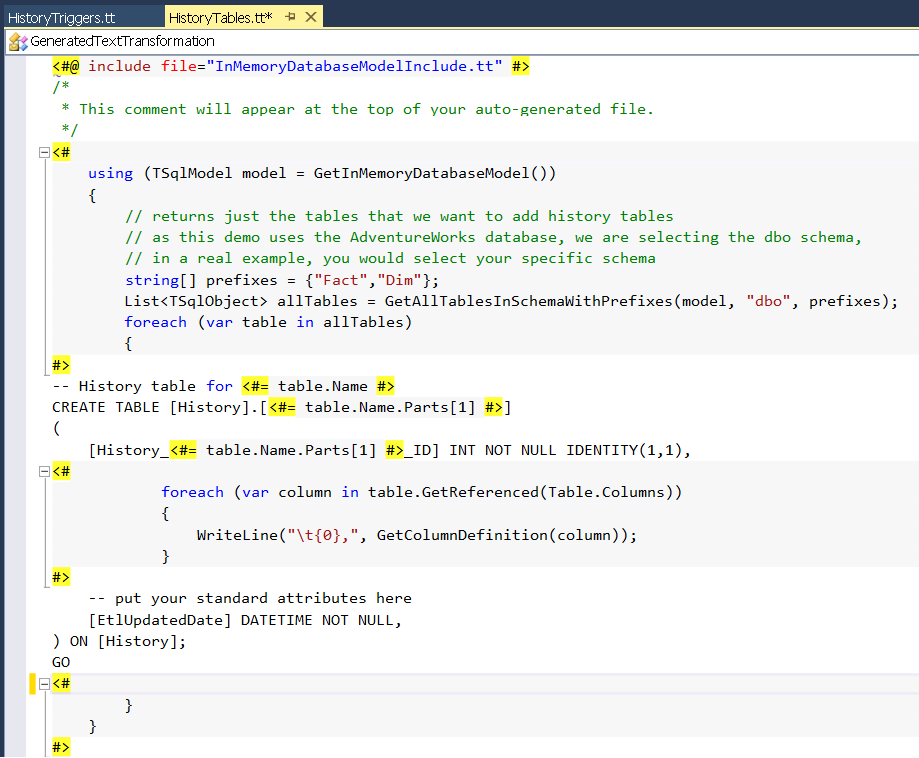 HistoryTriggers.tt
HistoryTables.tt*
GeneratedTextTransformation
<#@ include file="InMemoryDatabaseModelInclude.tt" #>
/*
 * This comment will appear at the top of your auto-generated file.
 */
<#
    using (TSqlModel model = GetInMemoryDatabaseModel())
    {
        // returns just the tables that we want to add history tables
        // as this demo uses the AdventureWorks database, we are selecting the dbo schema,
        // in a real example, you would select your specific schema
        string[] prefixes = {"Fact","Dim"};
        List<TSqlObject> allTables = GetAllTablesInSchemaWithPrefixes(model, "dbo", prefixes);
        foreach (var table in allTables)
        {
#>
-- History table for <#= table.Name #>
CREATE TABLE [History].[<#= table.Name.Parts[1] #>]
(
    [History_<#= table.Name.Parts[1] #>_ID] INT NOT NULL IDENTITY(1,1),
<#
            foreach (var column in table.GetReferenced(Table.Columns))
            {
                WriteLine("\t{0},", GetColumnDefinition(column));
            }
#>
    -- put your standard attributes here
    [EtlUpdatedDate] DATETIME NOT NULL,
) ON [History];
GO
<#
        }
    }
#>